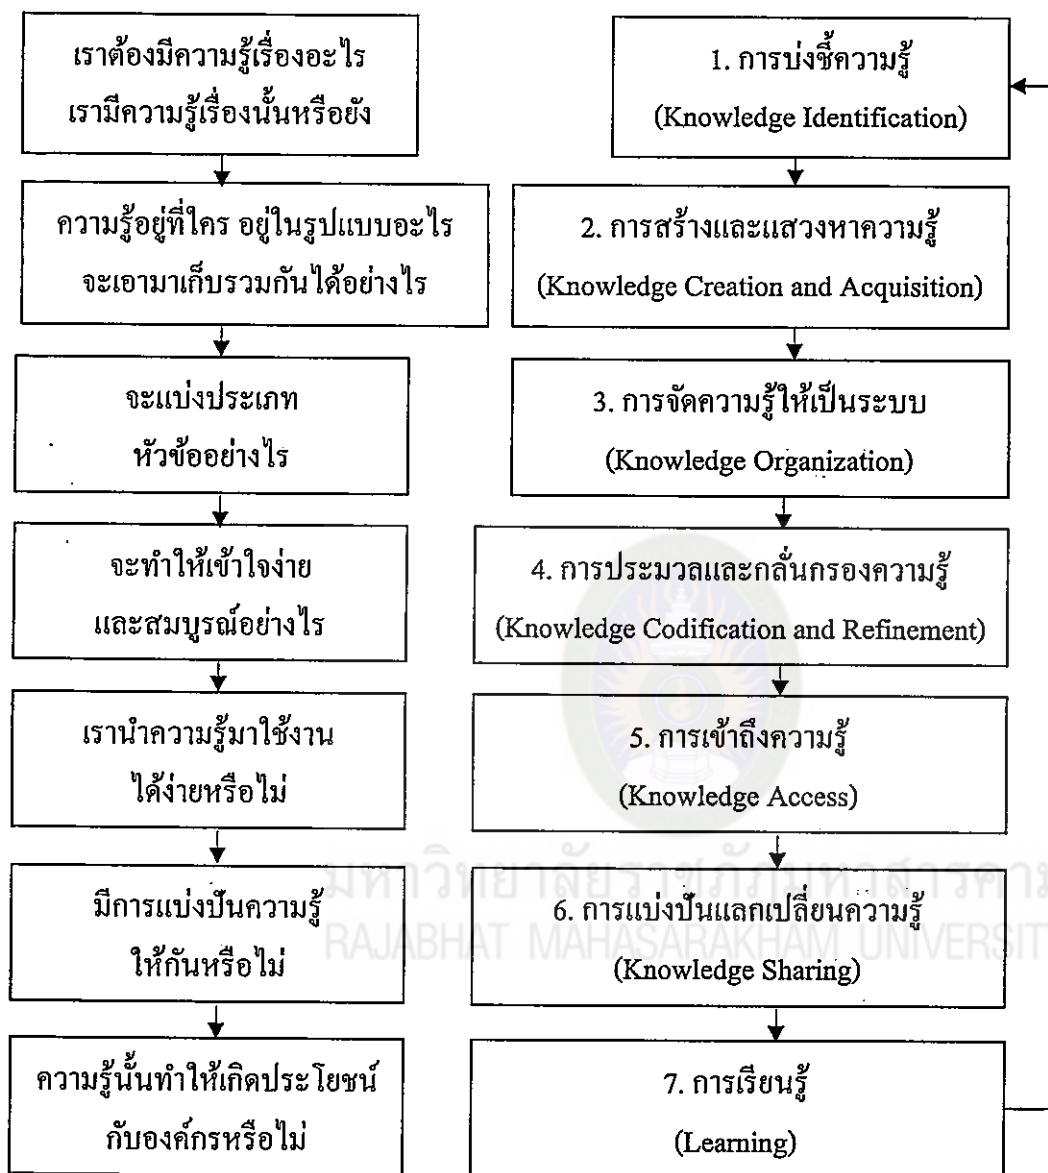 เราต้องมีความรู้เรื่องอะไร
เรามีความรู้เรื่องนั้นหรือยัง
1. การบ่งชี้ความรู้
(Knowledge Identification)
ความรู้อยู่ที่ใคร อยู่ในรูปแบบอะไร
จะเอามาเก็บรวมกันได้อย่างไร
2. การสร้างและแสวงหาความรู้
(Knowledge Creation and Acquisition)
จะแบ่งประเภท
หัวข้ออย่างไร
3. การจัดความรู้ให้เป็นระบบ
(Knowledge Organization)
จะทำให้เข้าใจง่าย
และสมบูรณ์อย่างไร
4. การประมวลและกลั่นกรองความรู้
(Knowledge Codification and Refinement)
เรานำความรู้มาใช้งาน
ได้ง่ายหรือไม่
5. การเข้าถึงความรู้
(Knowledge Access)
มีการแบ่งปันความรู้
ให้กันหรือไม่
6. การแบ่งปันแลกเปลี่ยนความรู้
(Knowledge Sharing)
มหาวิทยาลัยราชภัฏมหาสารคาม
RAJABHAT MAHASARAKHAM UNIVERSIT
ความรู้นั้นทำให้เกิดประโยชน์
กับองค์กรหรือไม่
7. การเรียนรู้
(Learning)